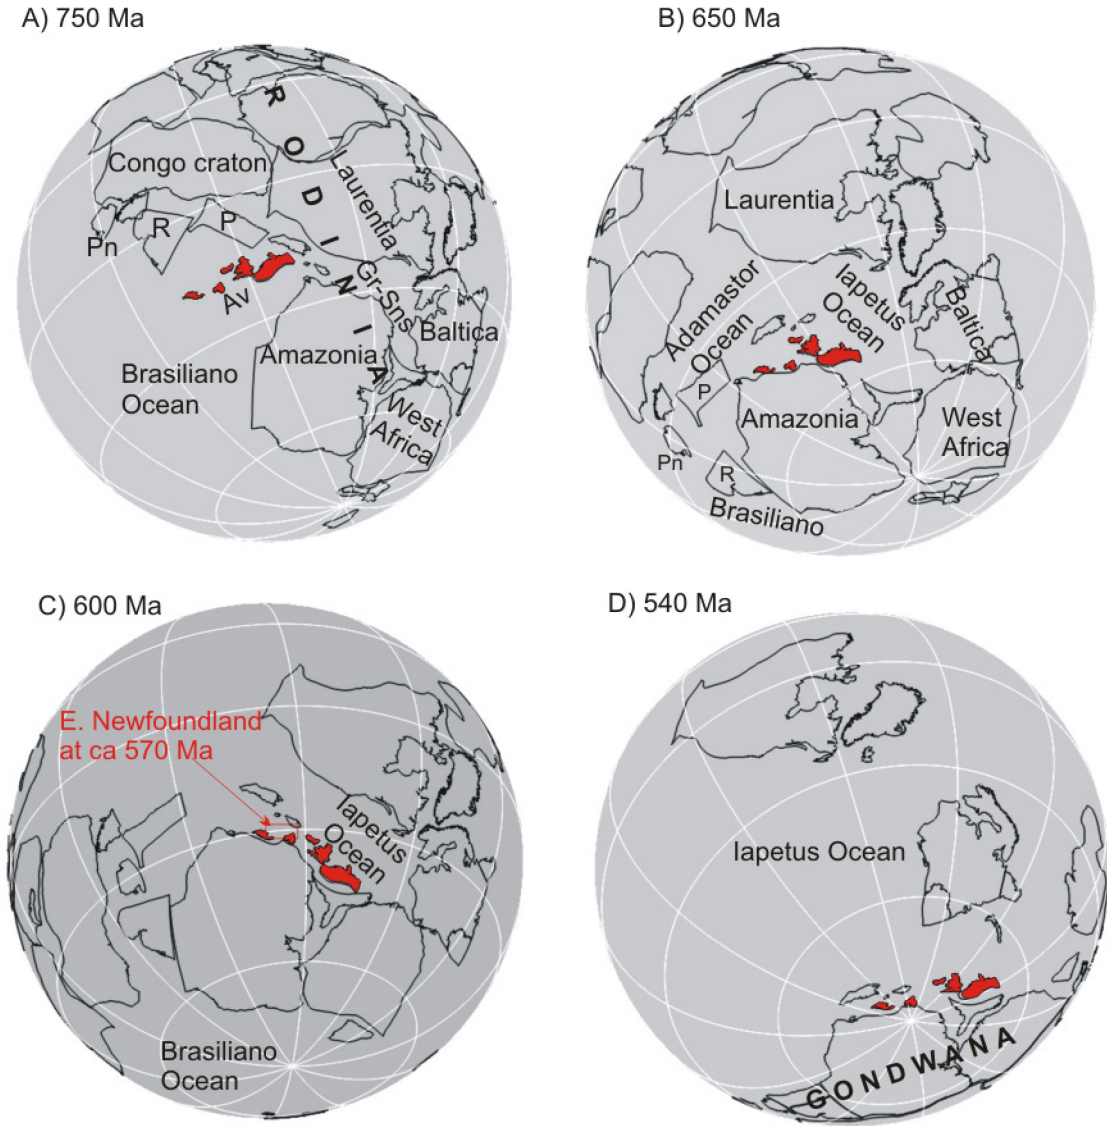 A) 750 Ma
B) 650 Ma
RODINIA
Congo craton
Laurentia
Pn
R
P
Av
Gr-Sns
Baltica
Amazonia
Brasiliano
Ocean
West
Africa
Laurentia
Adamastor
Ocean
Iapetus
Ocean
Baltica
P
Amazonia
West
Africa
Pn
R
Brasiliano
C) 600 Ma
D) 540 Ma
E. Newfoundland
at ca 570 Ma
Iapetus
Ocean
Brasiliano
Ocean
Iapetus Ocean
GONDWANA